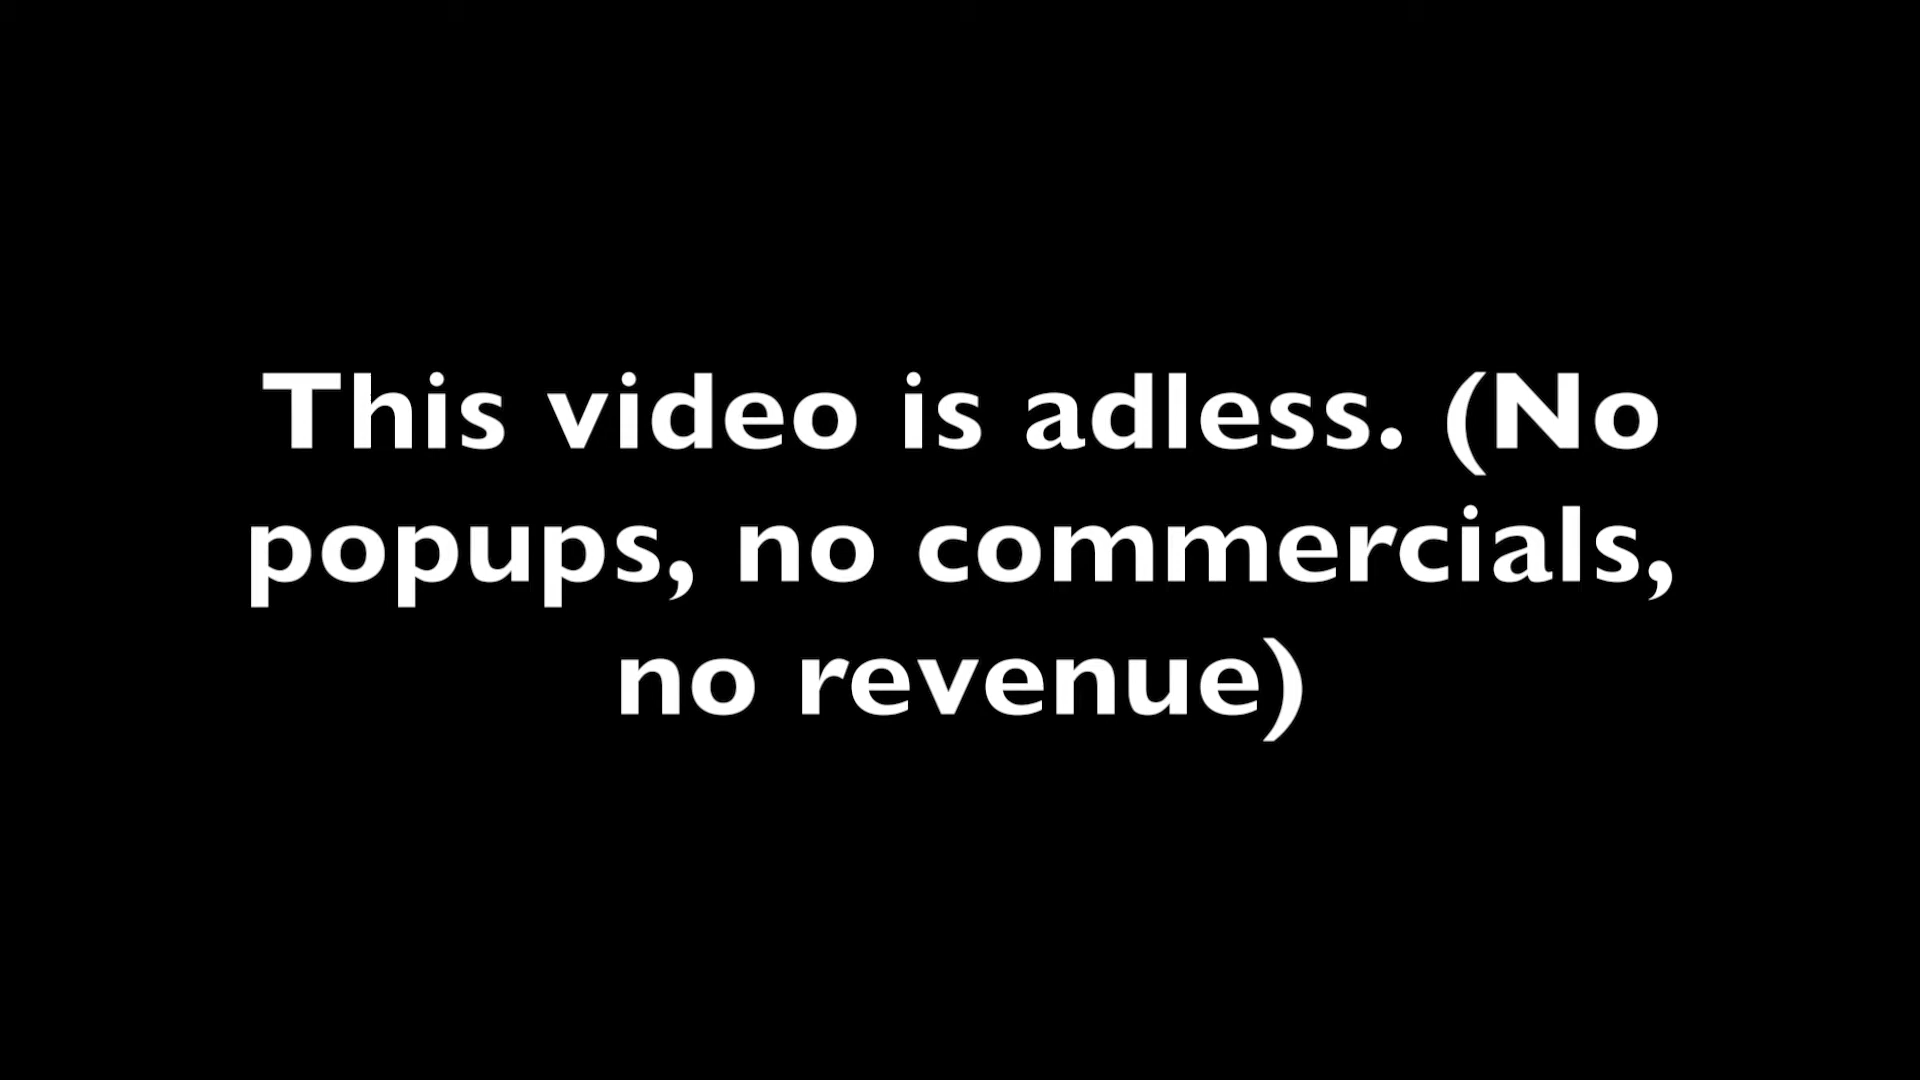 This video is adless. (No
popups, no commercials,
no revenue)